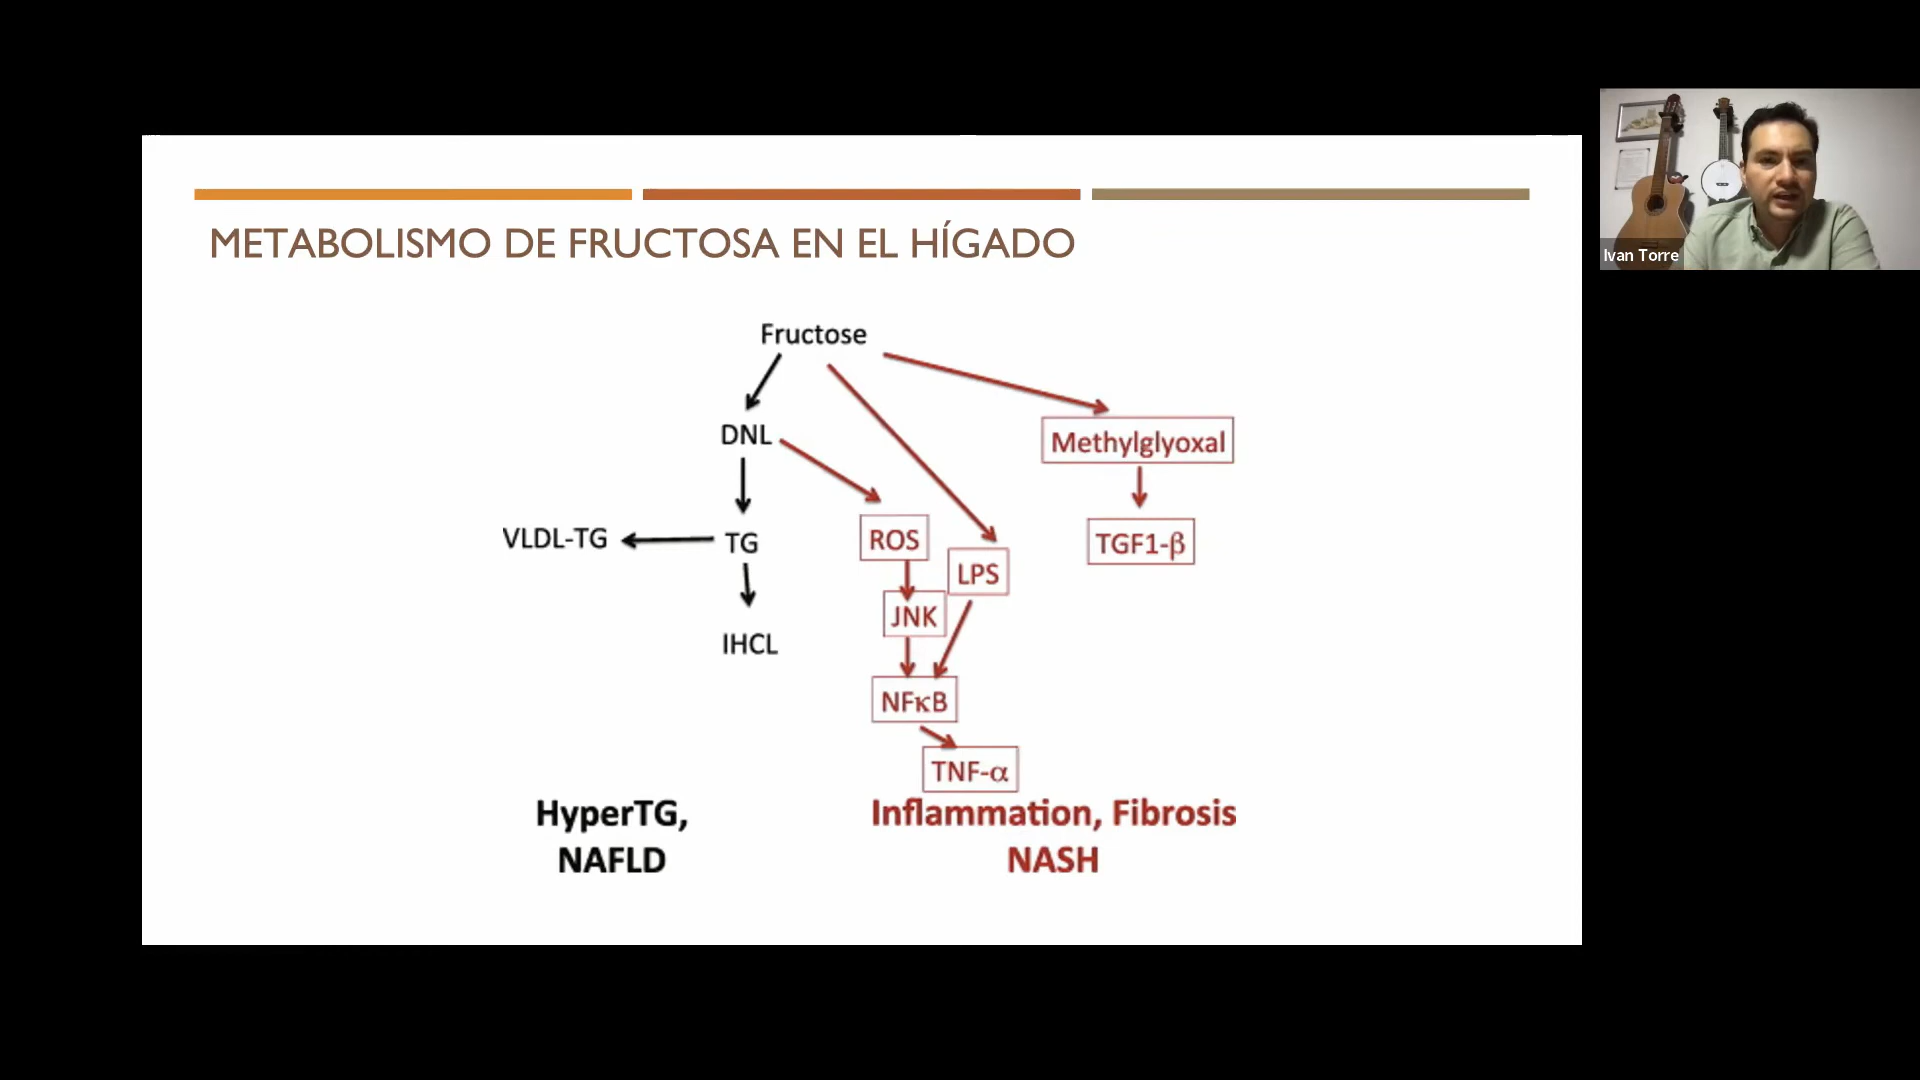 METABOLISMO DE FRUCTOSA EN EL HÍGADO
Ivan Torre
Fructose
DNL
Methylglyoxal
VLDL-TG
TG
ROS
TGF1-β
LPS
JNK
IHCL
NFκB
TNF-α
HyperTG,
NAFLD
Inflammation, Fibrosis
NASH